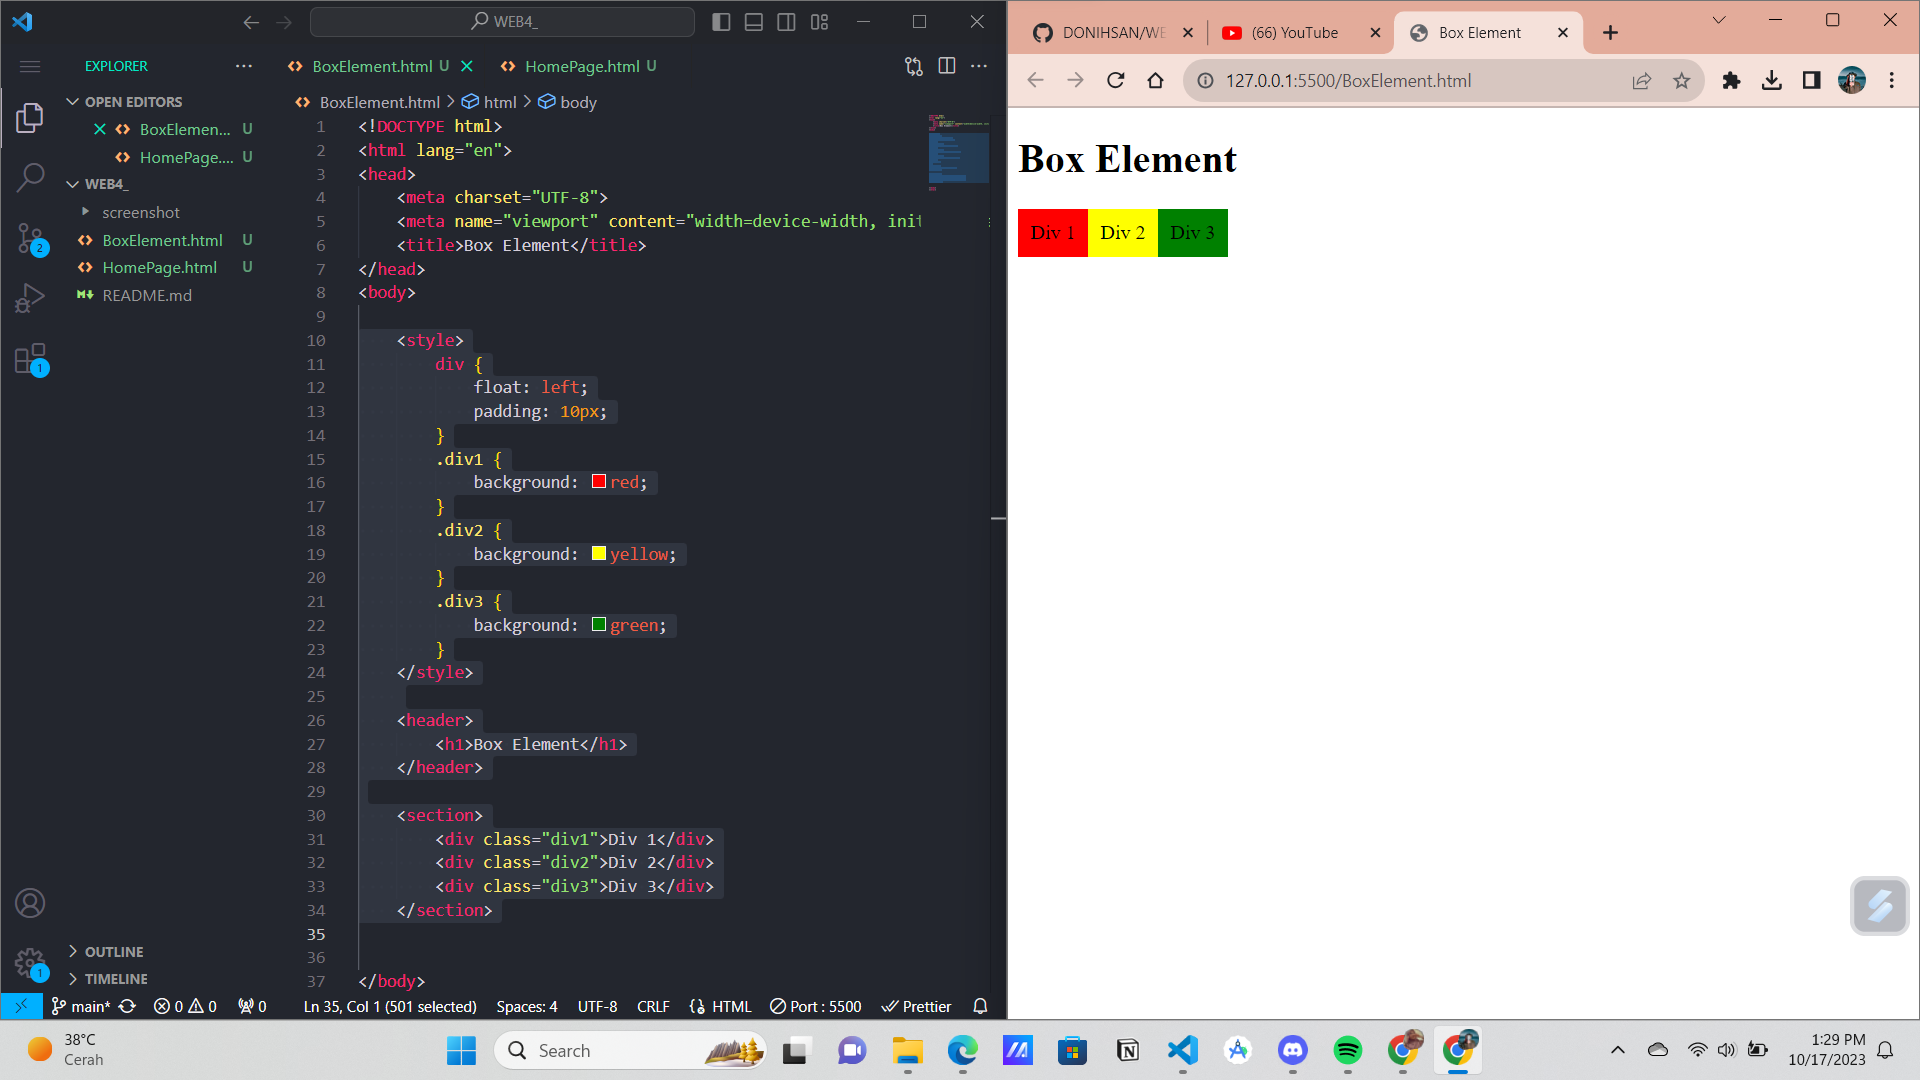 WEB4_
EXPLORER
OPEN EDITORS
BoxElemen... U
HomePage.... U
WEB4_
screenshot
BoxElement.html U
HomePage.html U
README.md
OUTLINE
TIMELINE
BoxElement.html U
HomePage.html U
BoxElement.html > html > body
1 <!DOCTYPE html>
2 <html lang="en">
3 <head>
4 <meta charset="UTF-8">
5 <meta name="viewport" content="width=device-width, init
6 <title>Box Element</title>
7 </head>
8 <body>
9
10 <style>
11 div {
12 float: left;
13 padding: 10px;
14 }
15 .div1 {
16 background: red;
17 }
18 .div2 {
19 background: yellow;
20 }
21 .div3 {
22 background: green;
23 }
24 </style>
25
26 <header>
27 <h1>Box Element</h1>
28 </header>
29
30 <section>
31 <div class="div1">Div 1</div>
32 <div class="div2">Div 2</div>
33 <div class="div3">Div 3</div>
34 </section>
35
36
37 </body>
2
1
1
main* 0 0 0 Ln 35, Col 1 (501 selected) Spaces: 4 UTF-8 CRLF HTML Port : 5500 Prettier
DONIHSAN/WE
(66) YouTube
Box Element
127.0.0.1:5500/BoxElement.html
Box Element
Div 1 Div 2 Div 3
38°C
Cerah
Search
1:29 PM
10/17/2023